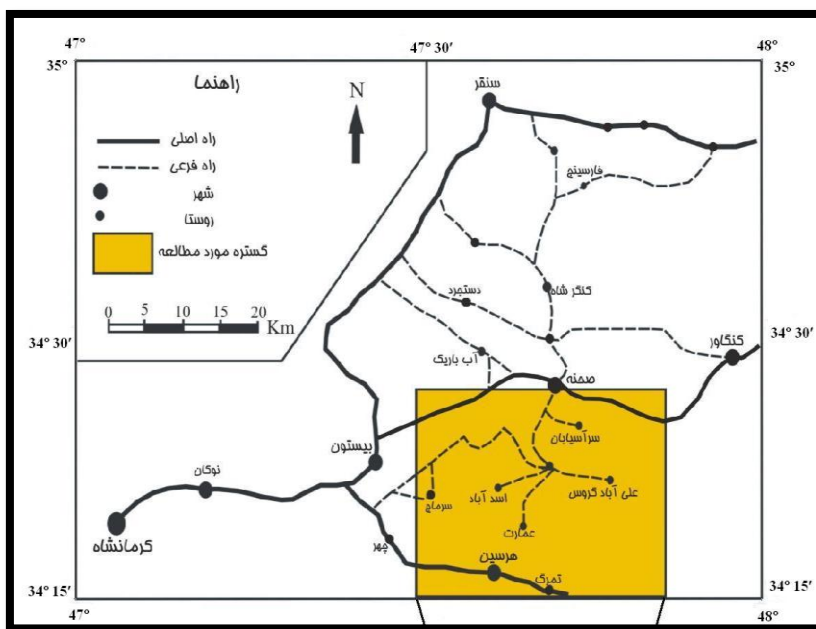 47°
47° 30′
48°
35°
35°
راهنما
N
راه اصلی
راه فرعی
شهر
روستا
گستره مورد مطالعه
0 5 10 15 20 Km
سنقر
فارسینج
کنگر شاه
دستجرد
34° 30′
34° 30′
کنگاور
آب باریک
صحنه
سرآسیابان
بیستون
نوکان
علی آباد گروس
اسد آباد
سرماج
عمارت
کرمانشاه
چهر
هرسین
تمرگ
34° 15′
34° 15′
47°
48°